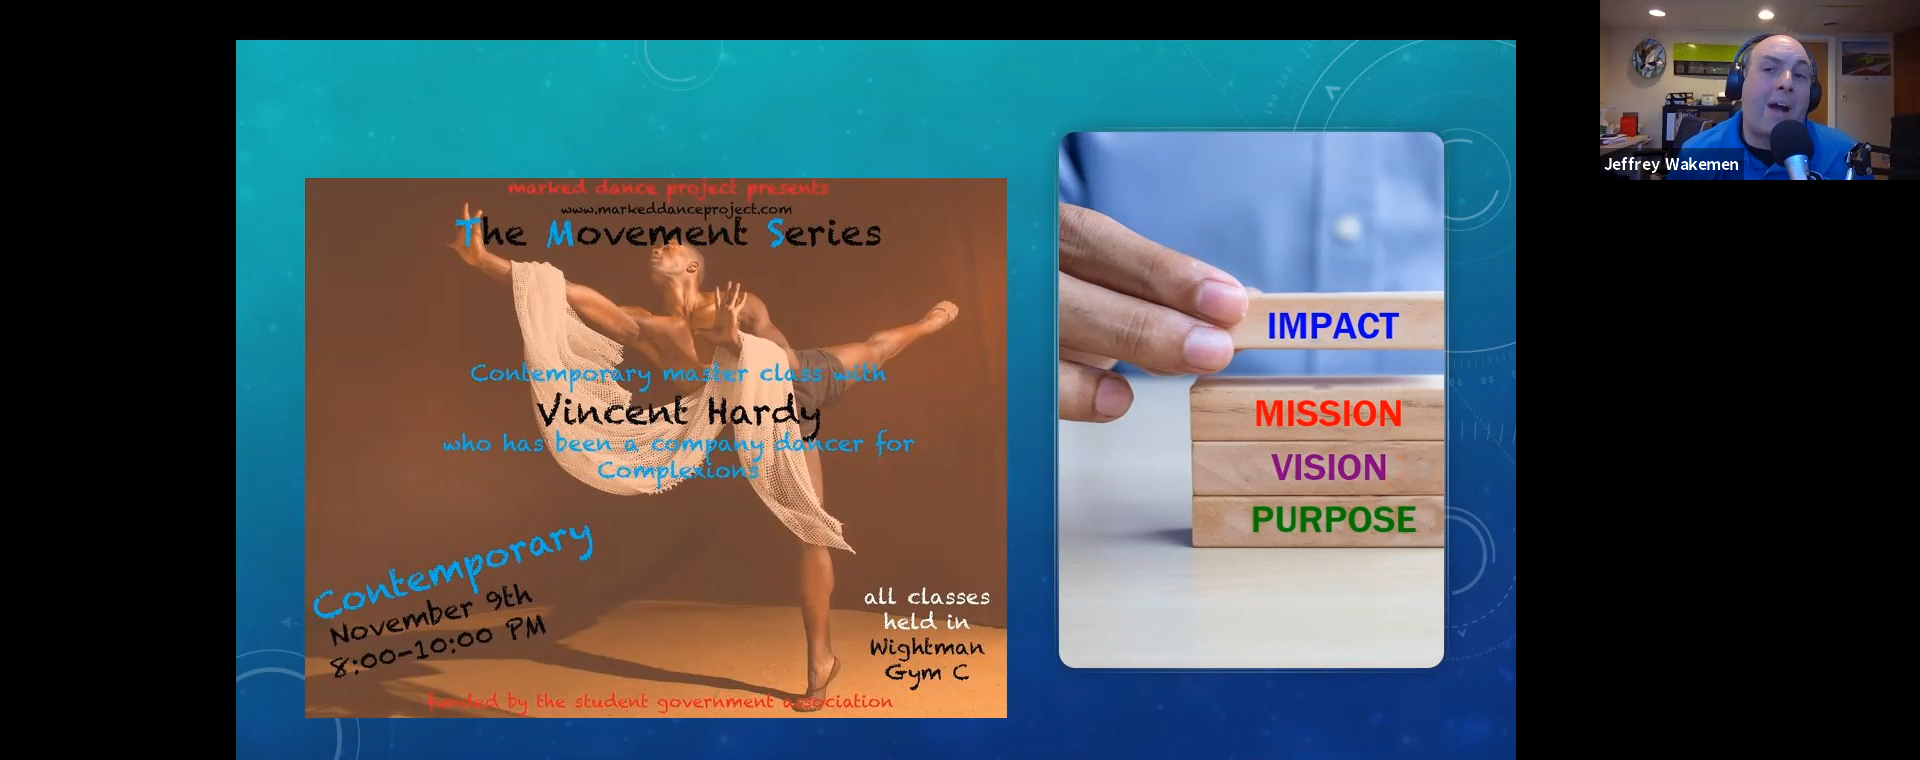 marked dance project presents
www.markeddanceproject.com
The Movement Series
Contemporary master class with
Vincent Hardy
who has been a company dancer for
Complexions
Contemporary
November 9th
8:00-10:00 PM
all classes
held in
Wightman
Gym C
funded by the student government association
IMPACT
MISSION
VISION
PURPOSE
Jeffrey Wakemen